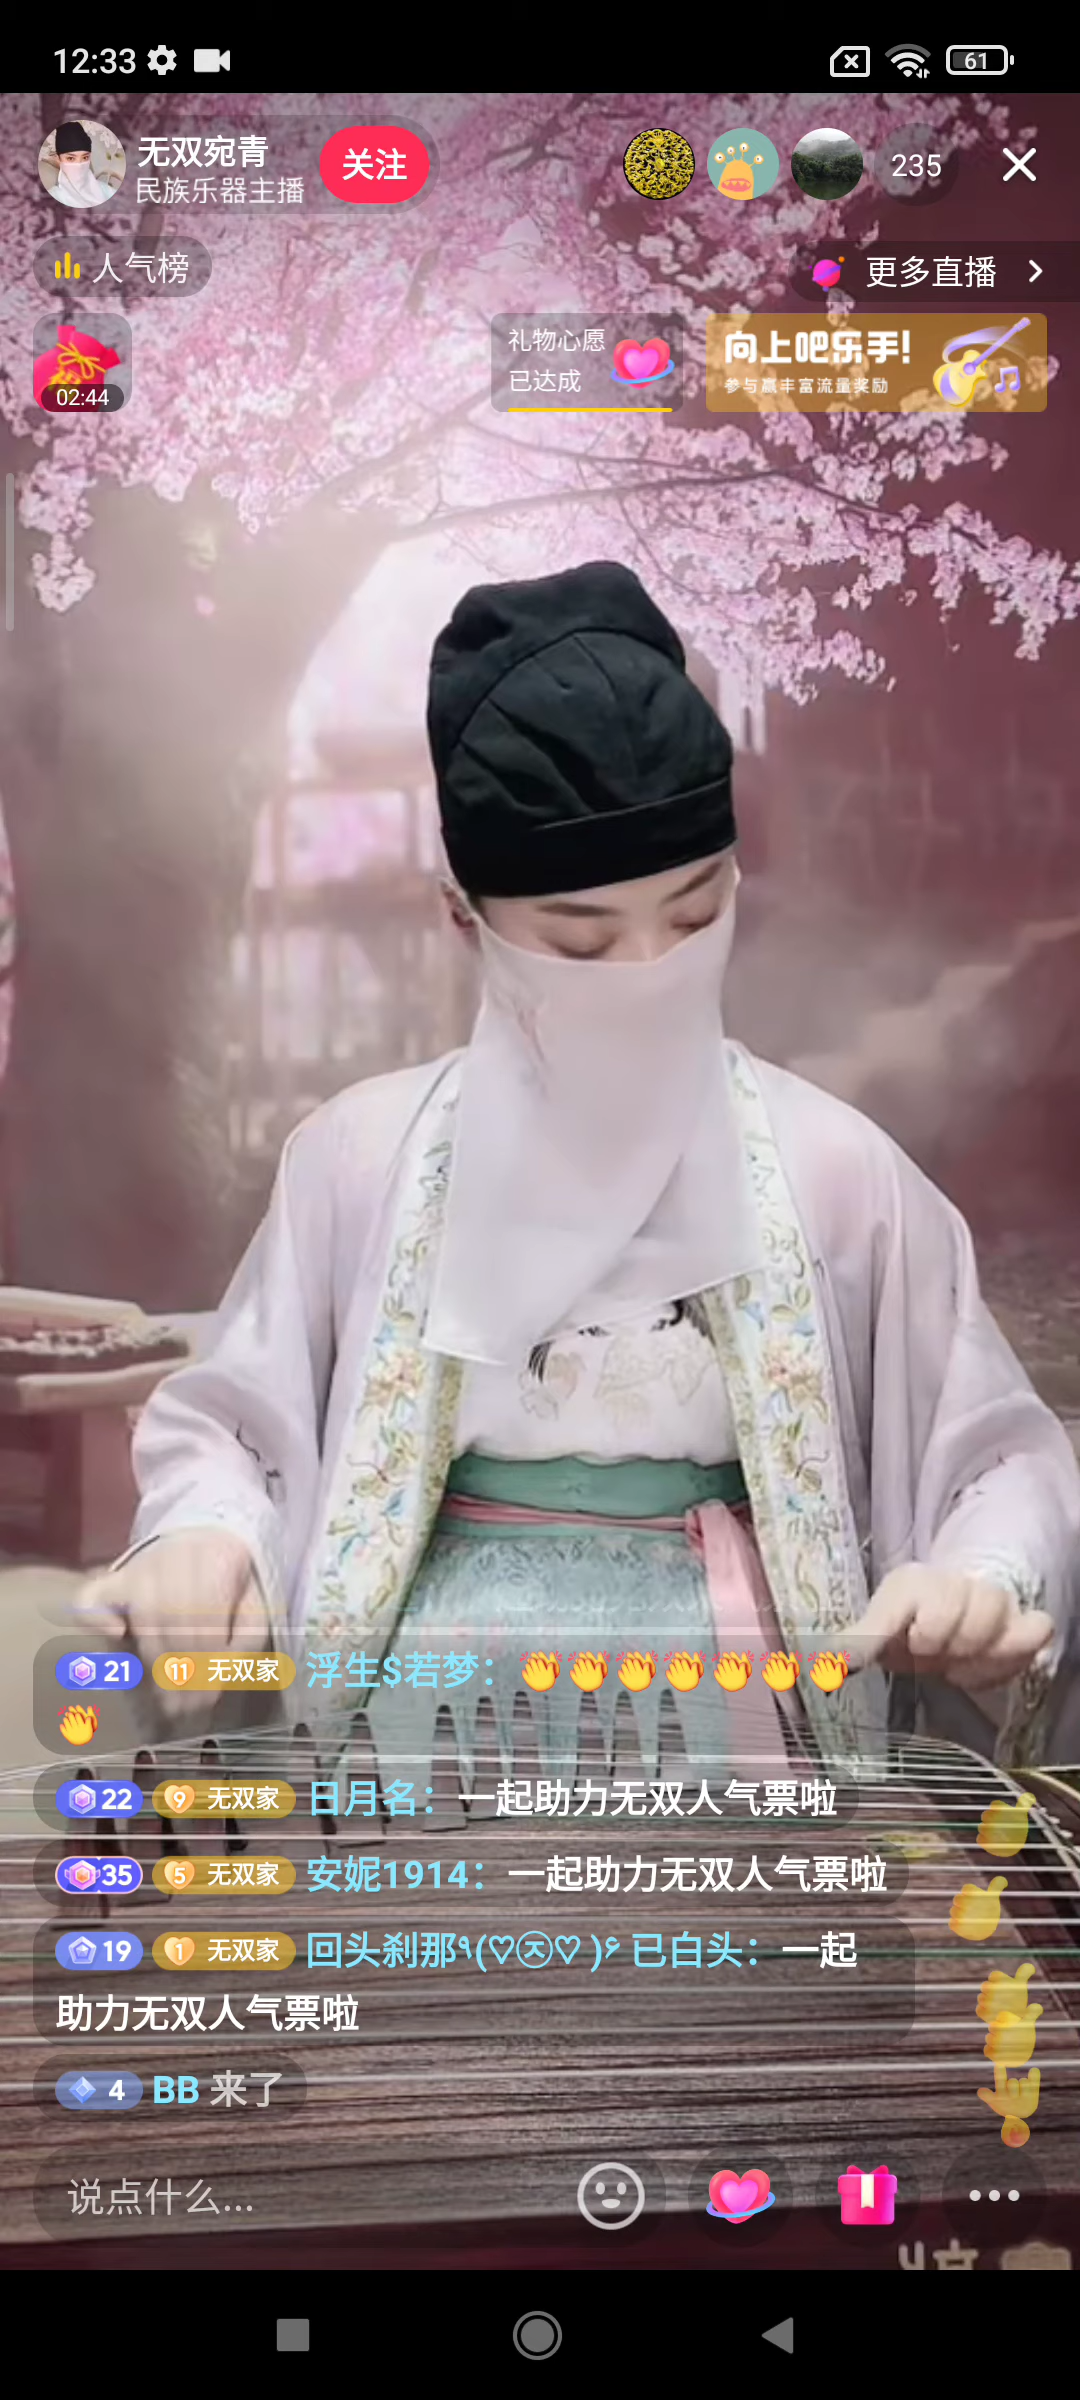 12:33
61
无双宛青
民族乐器主播
关注
235
人气榜
更多直播
02:44
礼物心愿
已达成
向上吧乐手!
参与赢丰富流量奖励
21 11 无双家 浮生$若梦：👏👏👏👏👏👏👏
👏
22 9 无双家 日月名：一起助力无双人气票啦
35 5 无双家 安妮1914：一起助力无双人气票啦
19 1 无双家 回头刹那٩(♡㉨♡ )۶ 已白头：一起
助力无双人气票啦
4 BB 来了
说点什么...